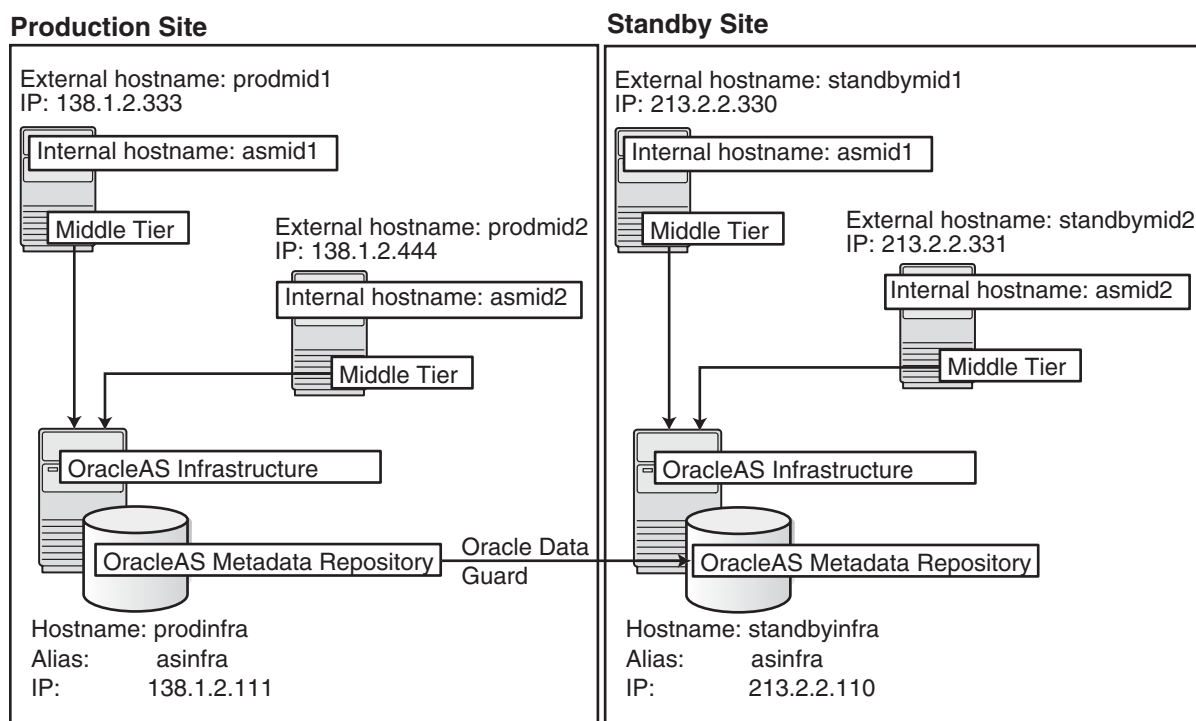 Production Site
External hostname: prodmid1
IP: 138.1.2.333
Internal hostname: asmid1
Middle Tier
External hostname: prodmid2
IP: 138.1.2.444
Internal hostname: asmid2
Middle Tier
OracleAS Infrastructure
OracleAS Metadata Repository
Hostname: prodinfra
Alias: asinfra
IP: 138.1.2.111
Oracle Data
Guard
Standby Site
External hostname: standbymid1
IP: 213.2.2.330
Internal hostname: asmid1
Middle Tier
External hostname: standbymid2
IP: 213.2.2.331
Internal hostname: asmid2
Middle Tier
OracleAS Infrastructure
OracleAS Metadata Repository
Hostname: standbyinfra
Alias: asinfra
IP: 213.2.2.110